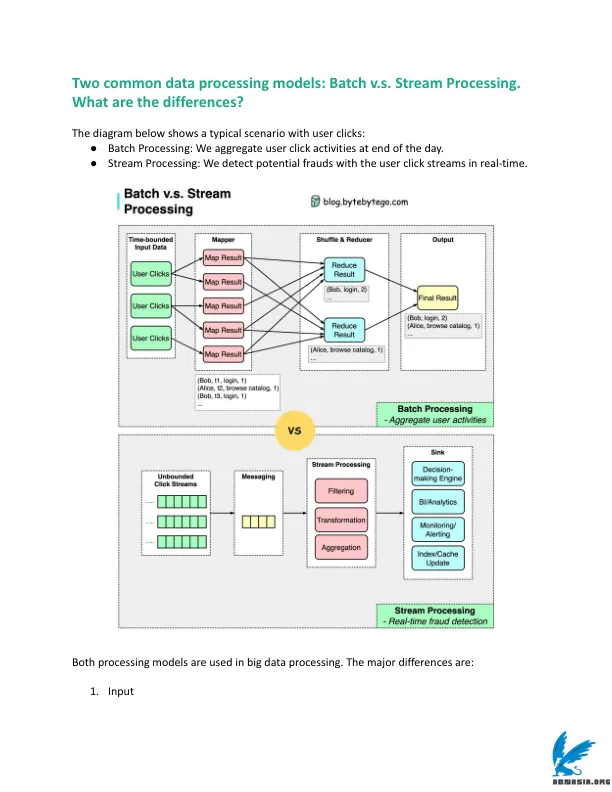 Two common data processing models: Batch v.s. Stream Processing.
What are the differences?
The diagram below shows a typical scenario with user clicks:
● Batch Processing: We aggregate user click activities at end of the day.
● Stream Processing: We detect potential frauds with the user click streams in real-time.
Batch v.s. Stream
Processing
blog.bytebytego.com
Time-bounded
Input Data
User Clicks
User Clicks
User Clicks
Mapper
Map Result
Map Result
Map Result
Map Result
Map Result
(Bob, t1, login, 1)
(Alice, t2, browse catalog, 1)
(Bob, t3, login, 1)
...
Shuffle & Reducer
Reduce
Result
(Bob, login, 2)
...
Reduce
Result
(Alice, browse catalog, 1)
...
Output
Final Result
(Bob, login, 2)
(Alice, browse catalog, 1)
...
Batch Processing
- Aggregate user activities
VS
Unbounded
Click Streams
......
......
......
Messaging
Stream Processing
Filtering
Transformation
Aggregation
Sink
Decision-
making Engine
BI/Analytics
Monitoring/
Alerting
Index/Cache
Update
Stream Processing
- Real-time fraud detection
Both processing models are used in big data processing. The major differences are:
1. Input
ABNASIA.ORG